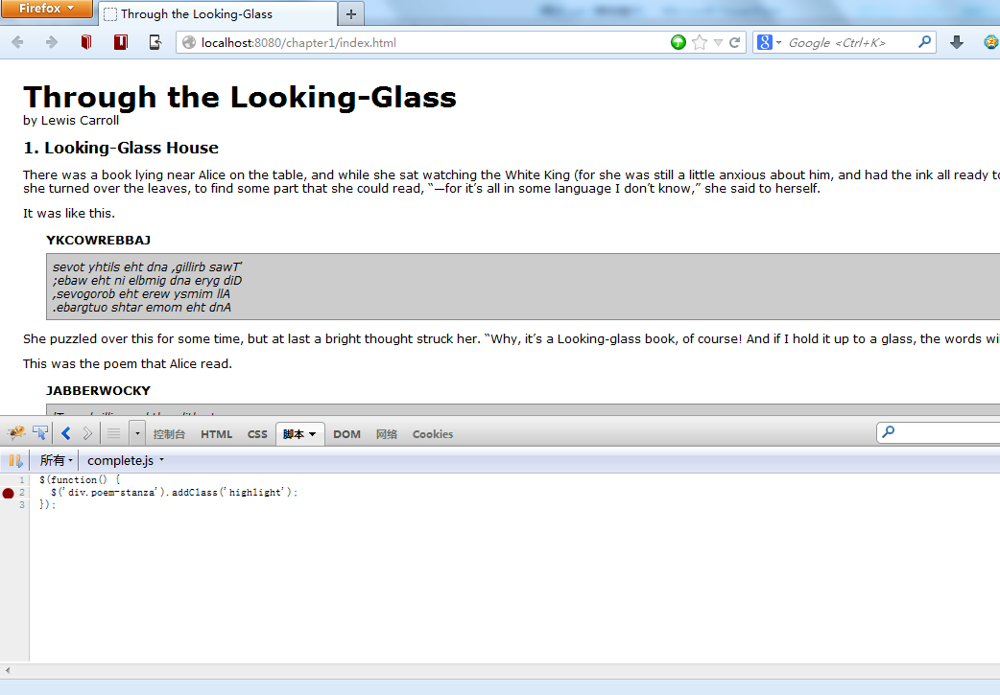 Firefox
Through the Looking-Glass
localhost:8080/chapter1/index.html
Google <Ctrl+K>
Through the Looking-Glass
by Lewis Carroll
1. Looking-Glass House
There was a book lying near Alice on the table, and while she sat watching the White King (for she was still a little anxious about him, and had the ink all ready to
she turned over the leaves, to find some part that she could read, “—for it’s all in some language I don’t know,” she said to herself.
It was like this.
YKCOWREBBAJ
sevot yhtils eht dna ,gillirb sawT'
;ebaw eht ni elbmig dna eryg diD
,sevogorob eht erew ysmim llA
.ebargtuo shtar emom eht dnA
She puzzled over this for some time, but at last a bright thought struck her. “Why, it’s a Looking-glass book, of course! And if I hold it up to a glass, the words wi
This was the poem that Alice read.
JABBERWOCKY
控制台 HTML CSS 脚本 DOM 网络 Cookies
所有 complete.js
1 $(function() {
2 $('div.poem-stanza').addClass('highlight');
3 });